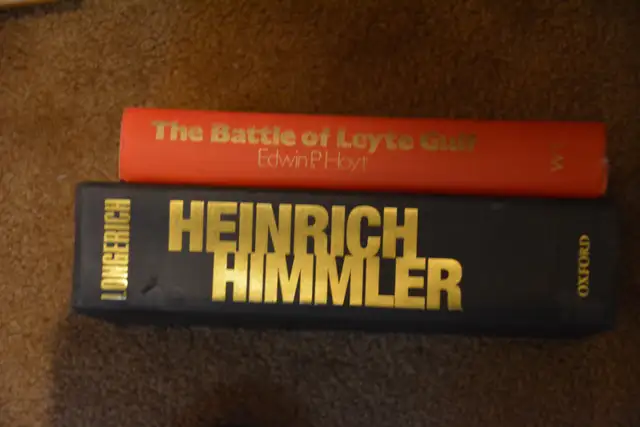 The Battle of Leyte Gulf
Edwin P. Hoyt
LONGERICH
HEINRICH
HIMMLER
OXFORD